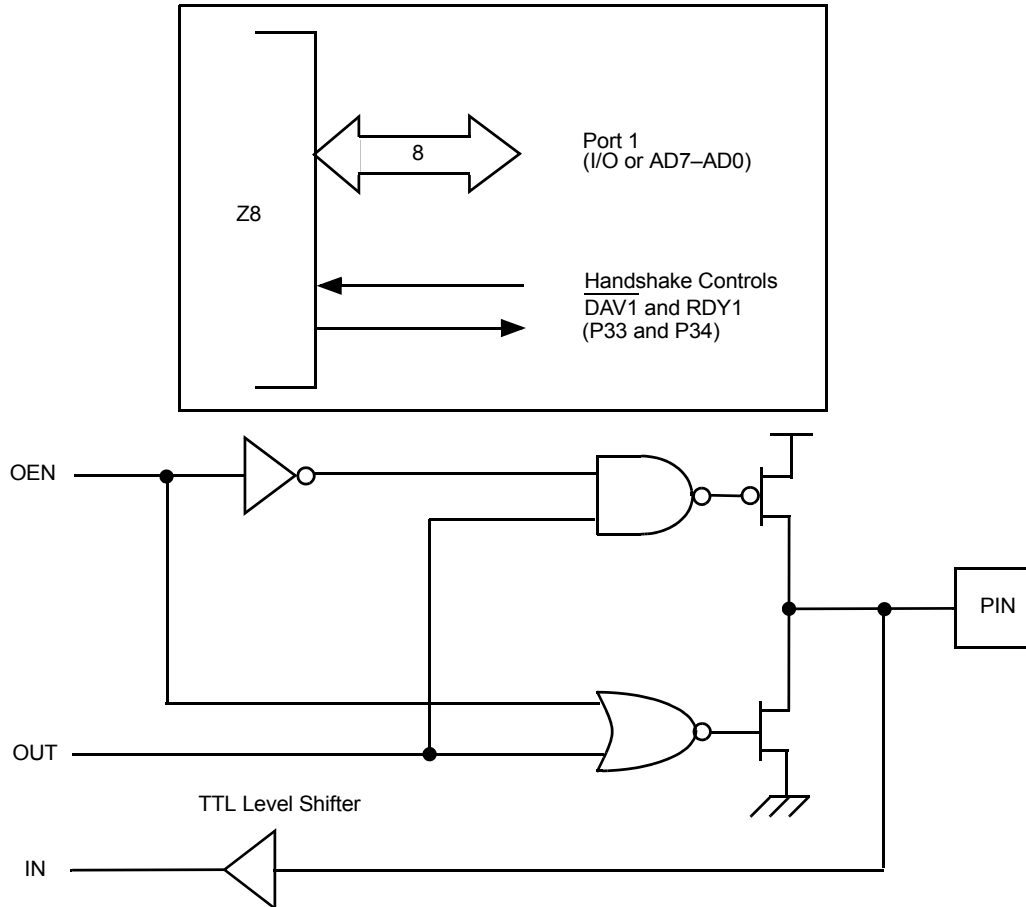 Port 1
(I/O or AD7–AD0)
8
Z8
Handshake Controls
DAV1 and RDY1
(P33 and P34)
OEN
PIN
OUT
TTL Level Shifter
IN